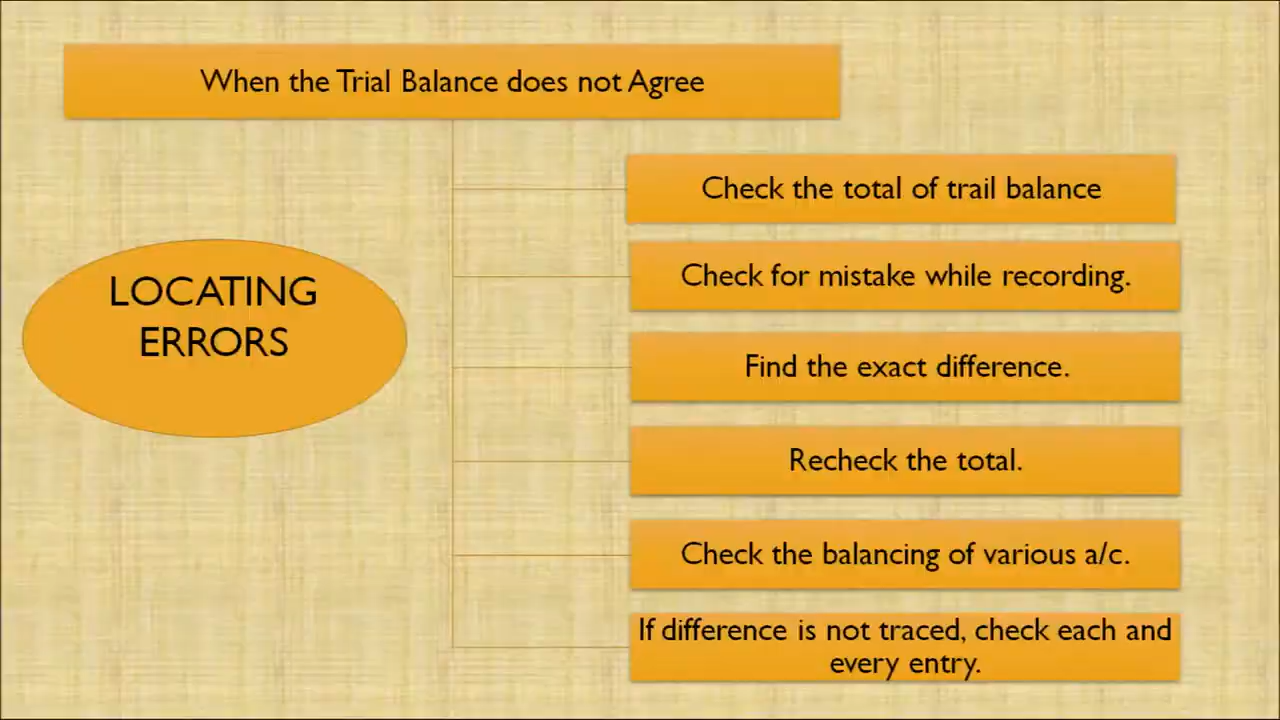 When the Trial Balance does not Agree
LOCATING
ERRORS
Check the total of trail balance
Check for mistake while recording.
Find the exact difference.
Recheck the total.
Check the balancing of various a/c.
If difference is not traced, check each and
every entry.